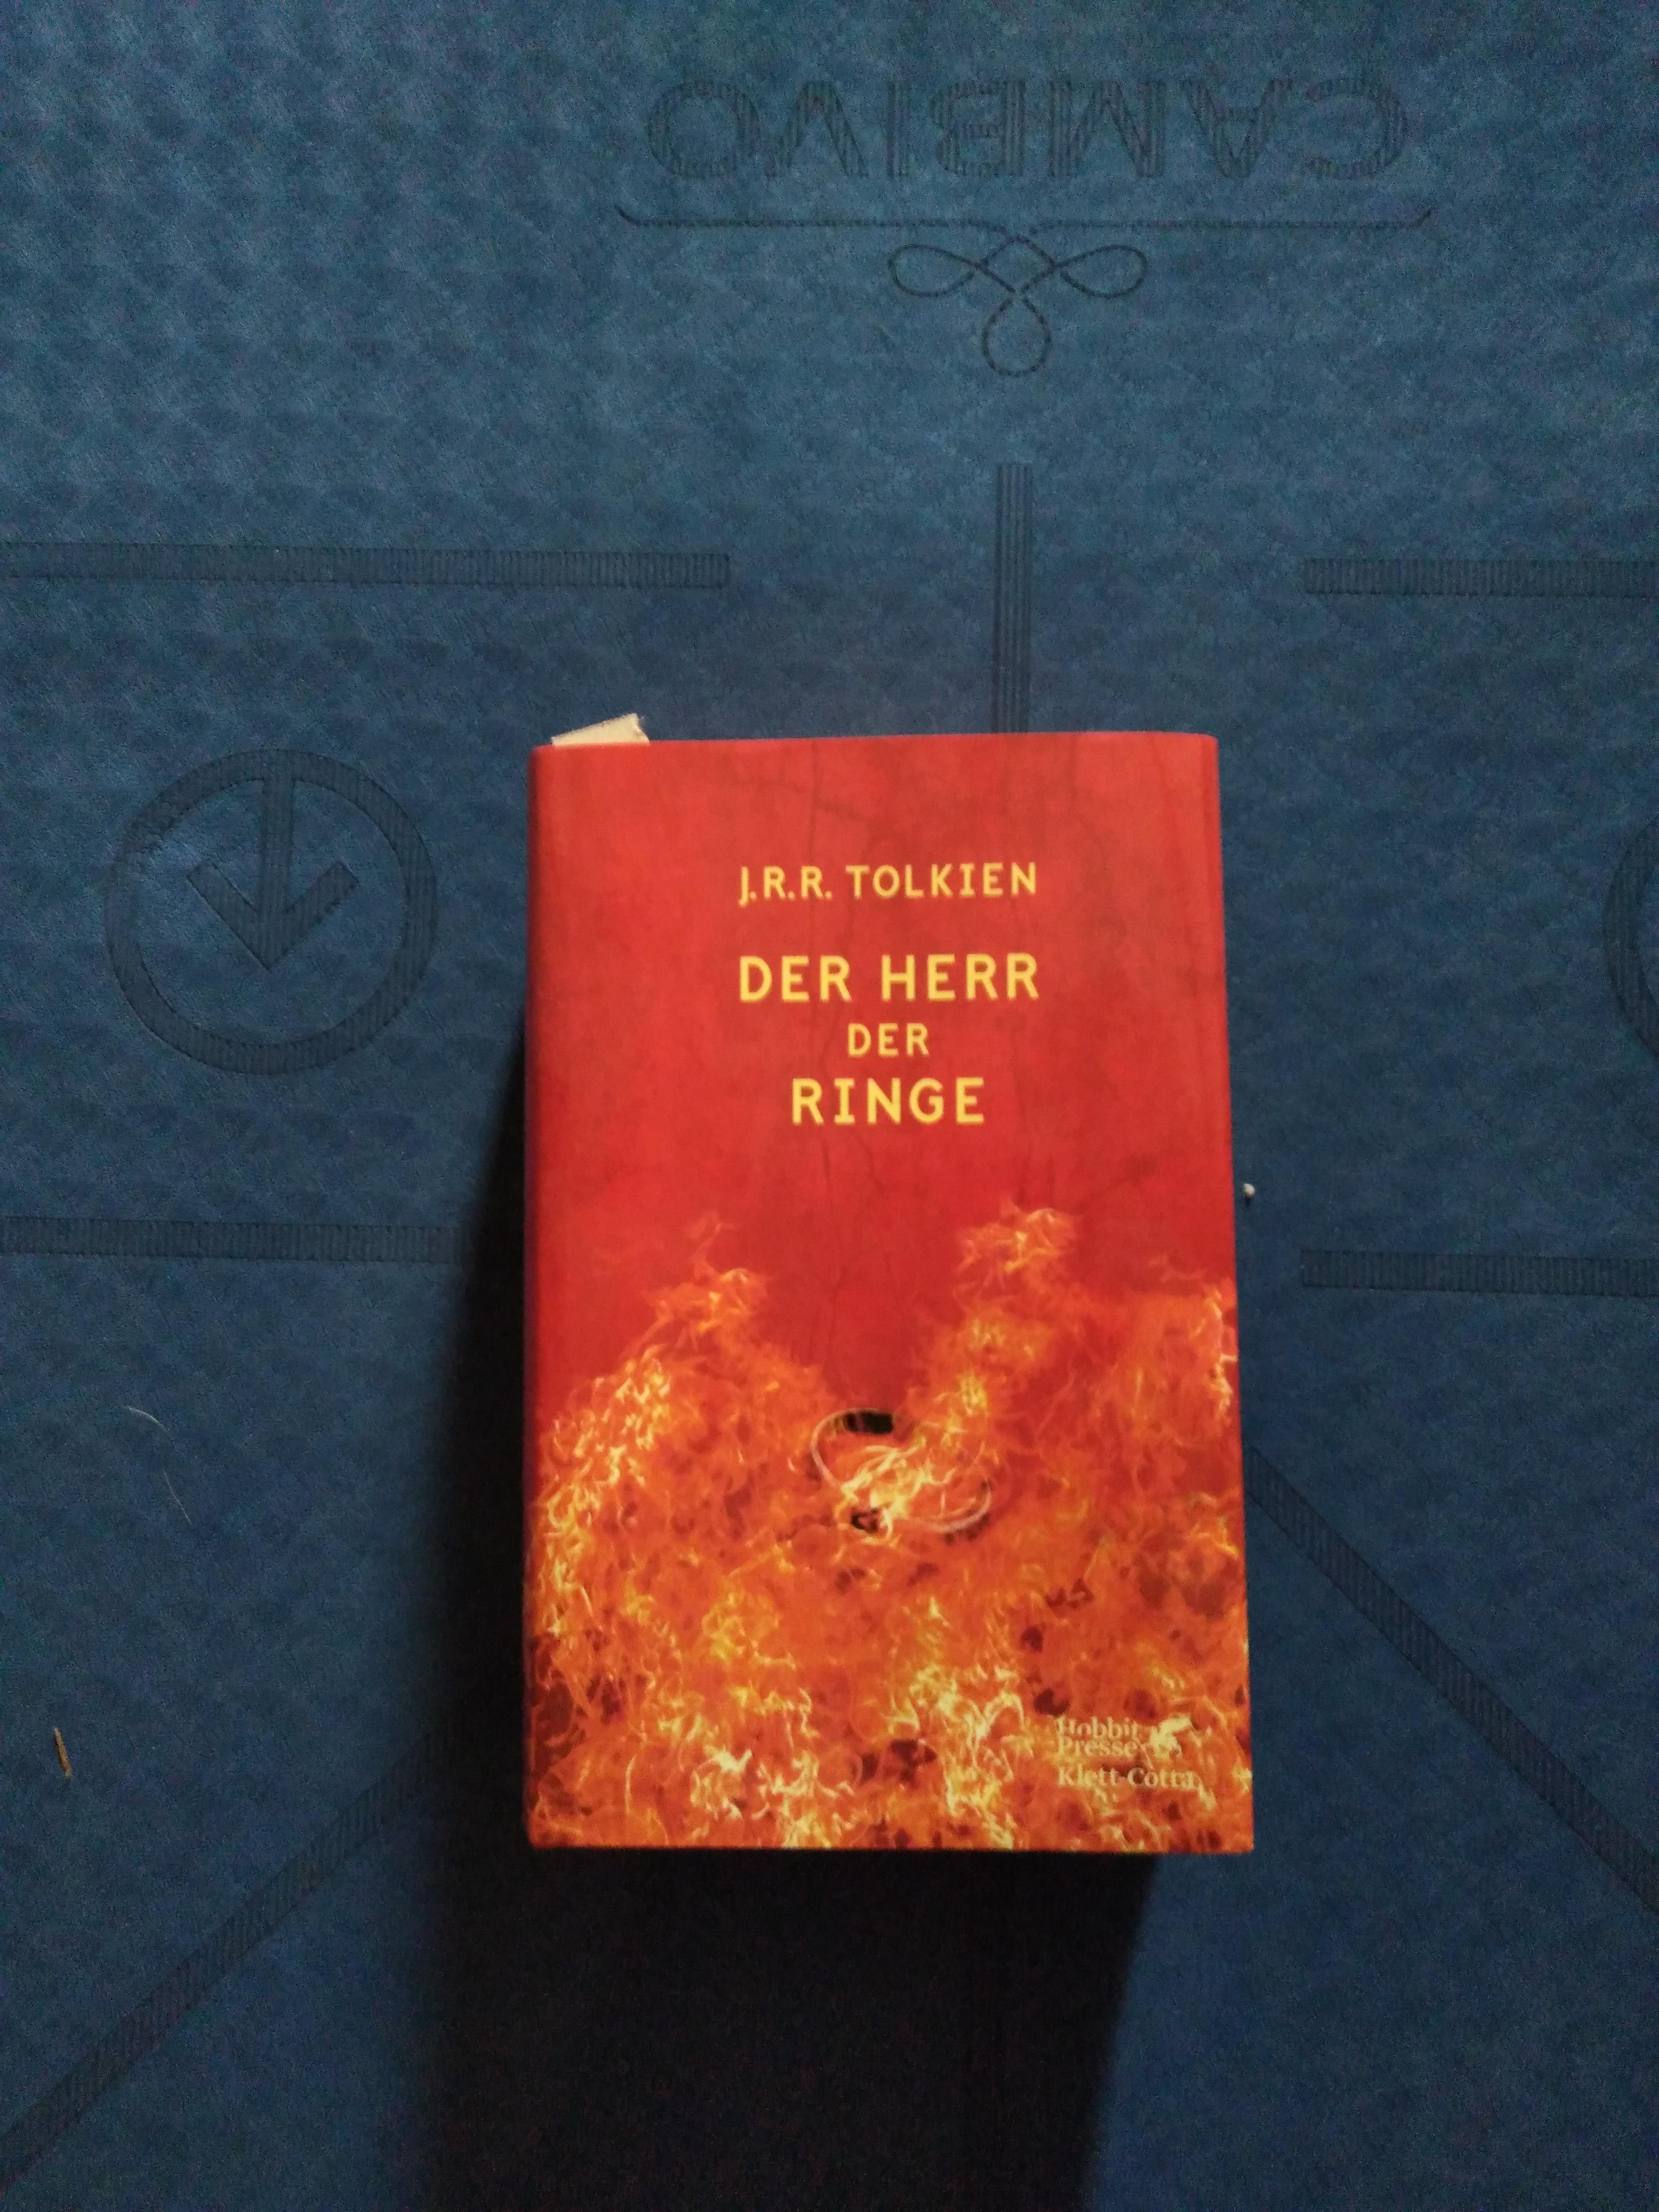 CAMBIVO
J.R.R. TOLKIEN
DER HERR
DER
RINGE
Hobbit
Presse
Klett-Cotta